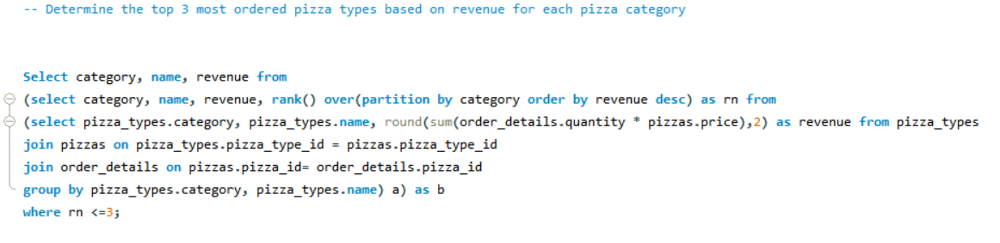 -- Determine the top 3 most ordered pizza types based on revenue for each pizza category
Select category, name, revenue from
(select category, name, revenue, rank() over(partition by category order by revenue desc) as rn from
(select pizza_types.category, pizza_types.name, round(sum(order_details.quantity * pizzas.price),2) as revenue from pizza_types
join pizzas on pizza_types.pizza_type_id = pizzas.pizza_type_id
join order_details on pizzas.pizza_id= order_details.pizza_id
group by pizza_types.category, pizza_types.name) a) as b
where rn <=3;